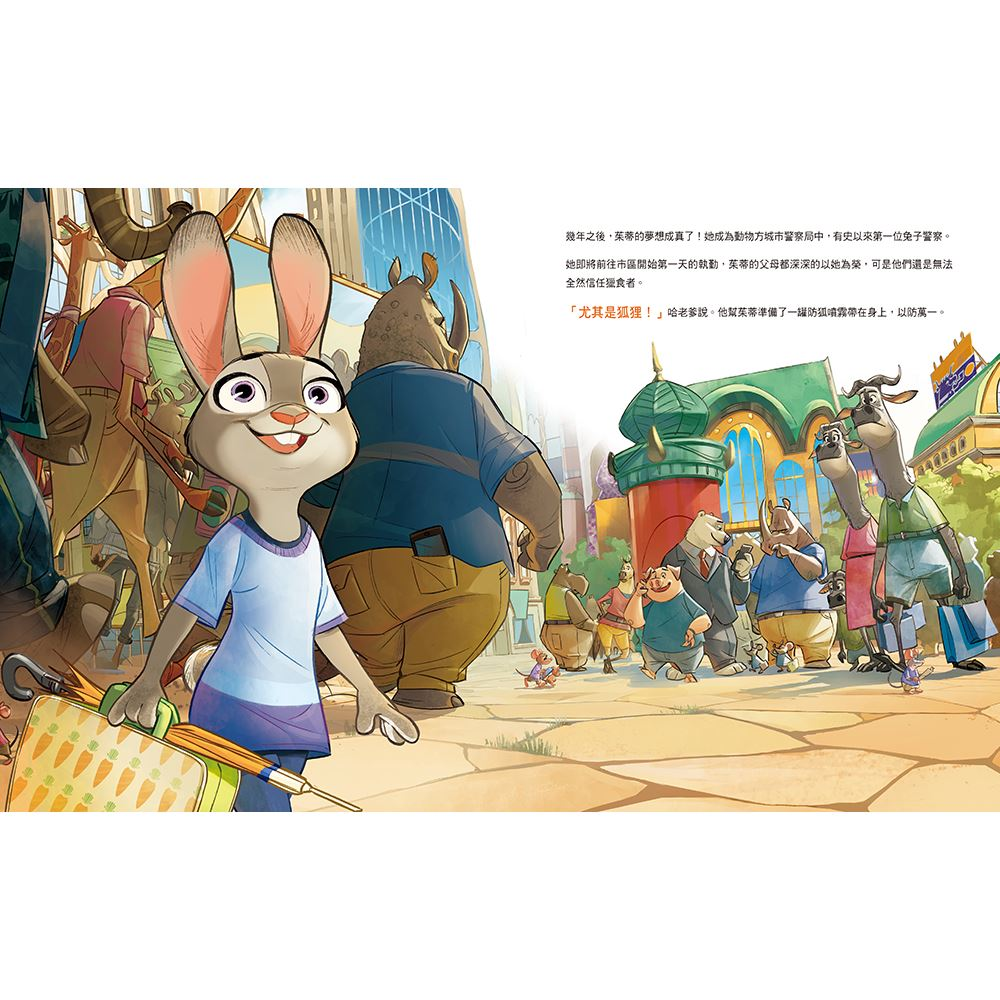 幾年之後，茱蒂的夢想成真了！她成為動物方城市警察局中，有史以來第一位兔子警察。
她即將前往市區開始第一天的執勤，茱蒂的父母都深深的以她為榮，可是他們還是無法
全然信任獵食者。
「尤其是狐狸！」哈老爹說。他幫茱蒂準備了一罐防狐噴霧帶在身上，以防萬一。